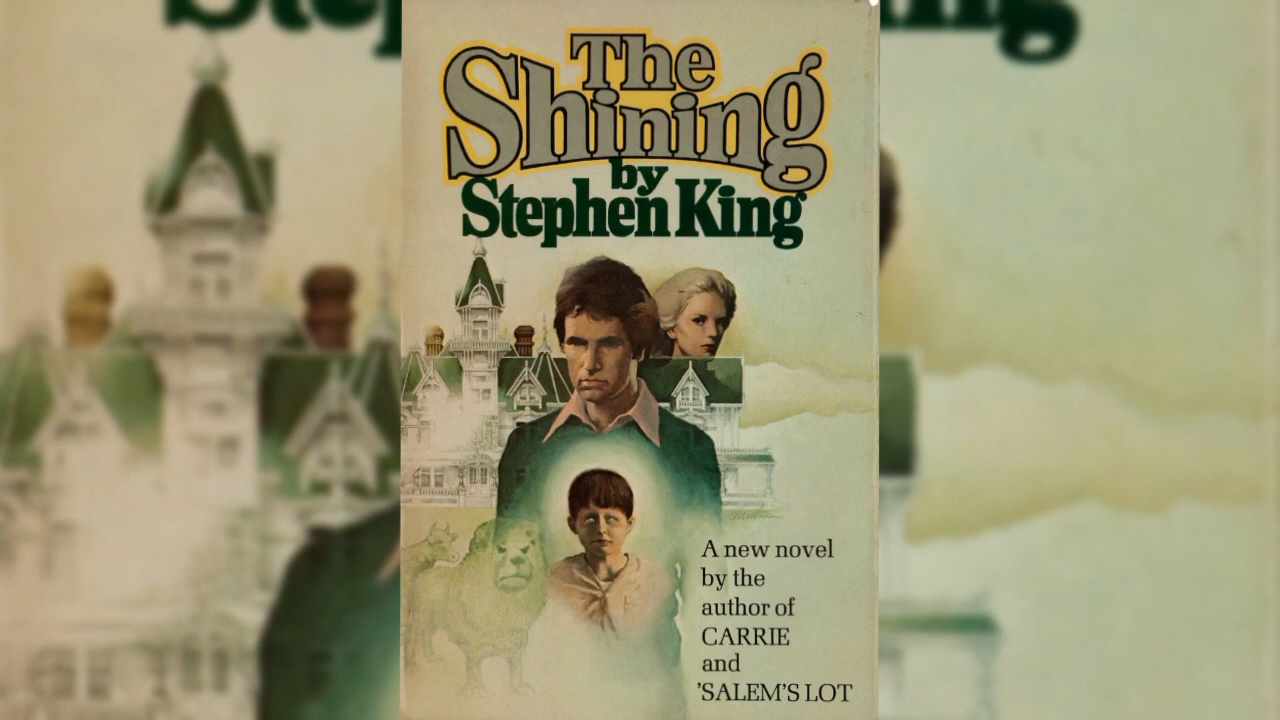 The
Shining
by
Stephen King
A new novel
by the
author of
CARRIE
and
'SALEM'S LOT